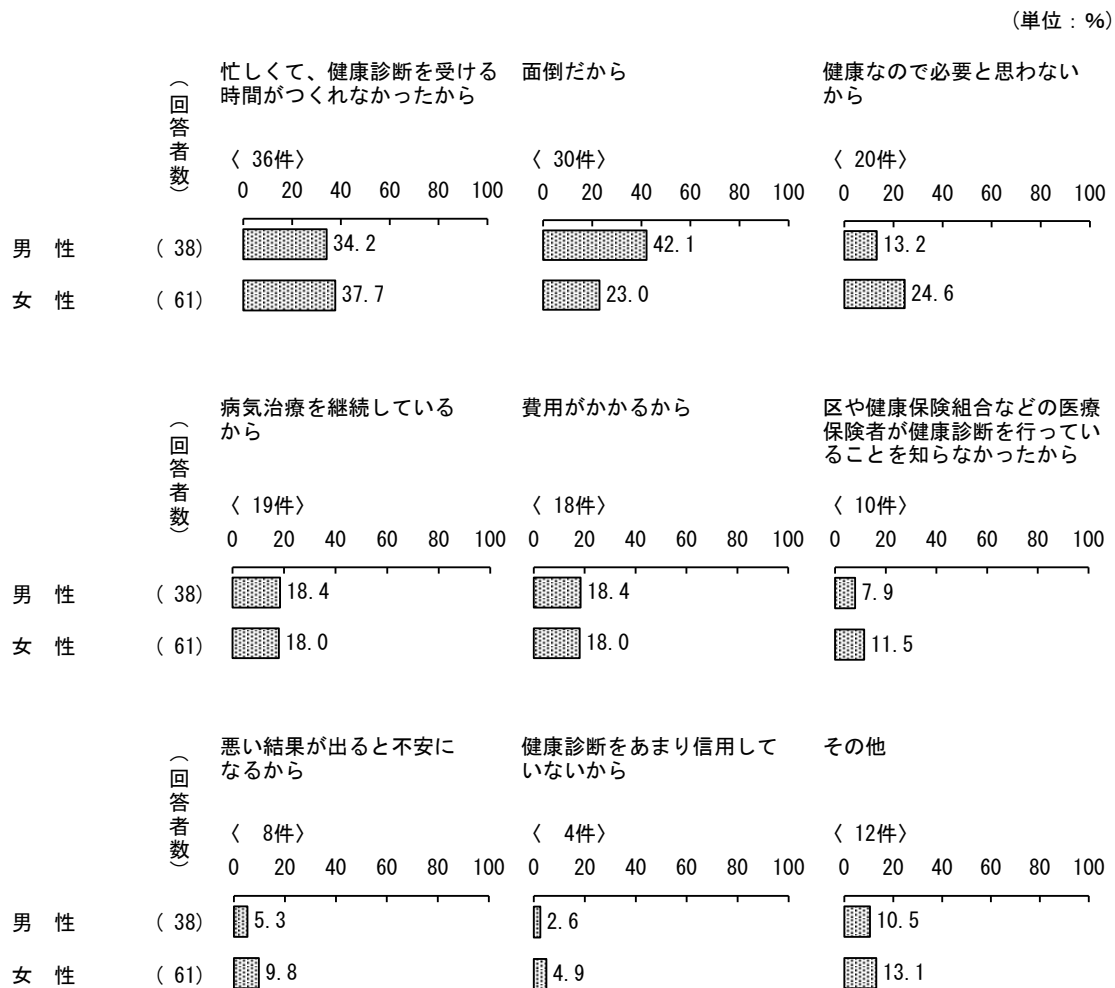 （単位：%）
忙しくて、健康診断を受ける
時間がつくれなかったから
面倒だから
健康なので必要と思わない
から
（回答者数）
〈 36件〉
〈 30件〉
〈 20件〉
0 20 40 60 80 100
0 20 40 60 80 100
0 20 40 60 80 100
男 性 ( 38) 34.2 42.1 13.2
女 性 ( 61) 37.7 23.0 24.6
病気治療を継続している
から
費用がかかるから
区や健康保険組合などの医療
保険者が健康診断を行ってい
ることを知らなかったから
（回答者数）
〈 19件〉
〈 18件〉
〈 10件〉
0 20 40 60 80 100
0 20 40 60 80 100
0 20 40 60 80 100
男 性 ( 38) 18.4 18.4 7.9
女 性 ( 61) 18.0 18.0 11.5
悪い結果が出ると不安に
なるから
健康診断をあまり信用して
いないから
その他
（回答者数）
〈 8件〉
〈 4件〉
〈 12件〉
0 20 40 60 80 100
0 20 40 60 80 100
0 20 40 60 80 100
男 性 ( 38) 5.3 2.6 10.5
女 性 ( 61) 9.8 4.9 13.1